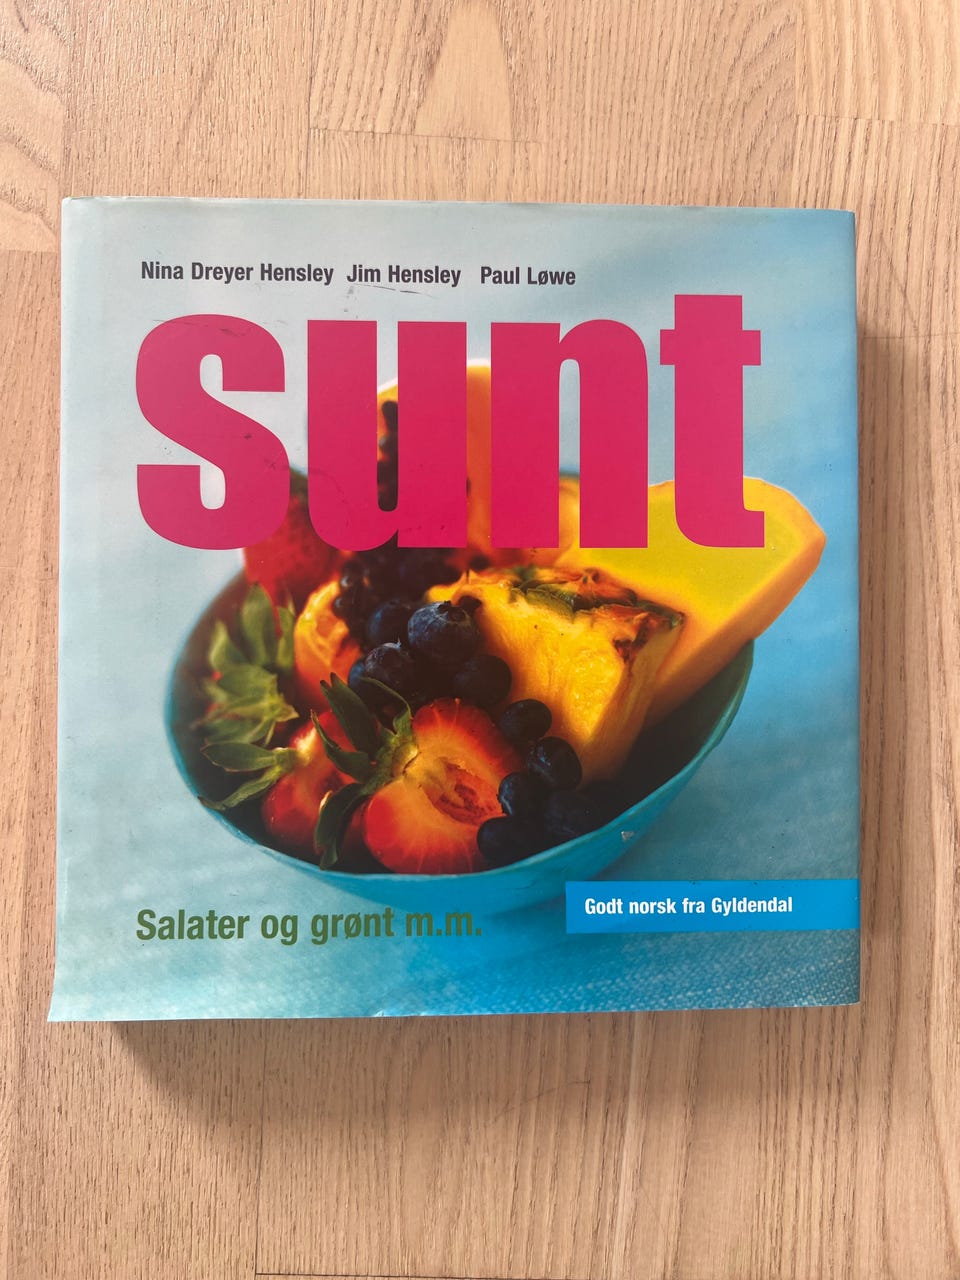 Nina Dreyer Hensley Jim Hensley Paul Løwe
sunt
Salater og grønt m.m.
Godt norsk fra Gyldendal